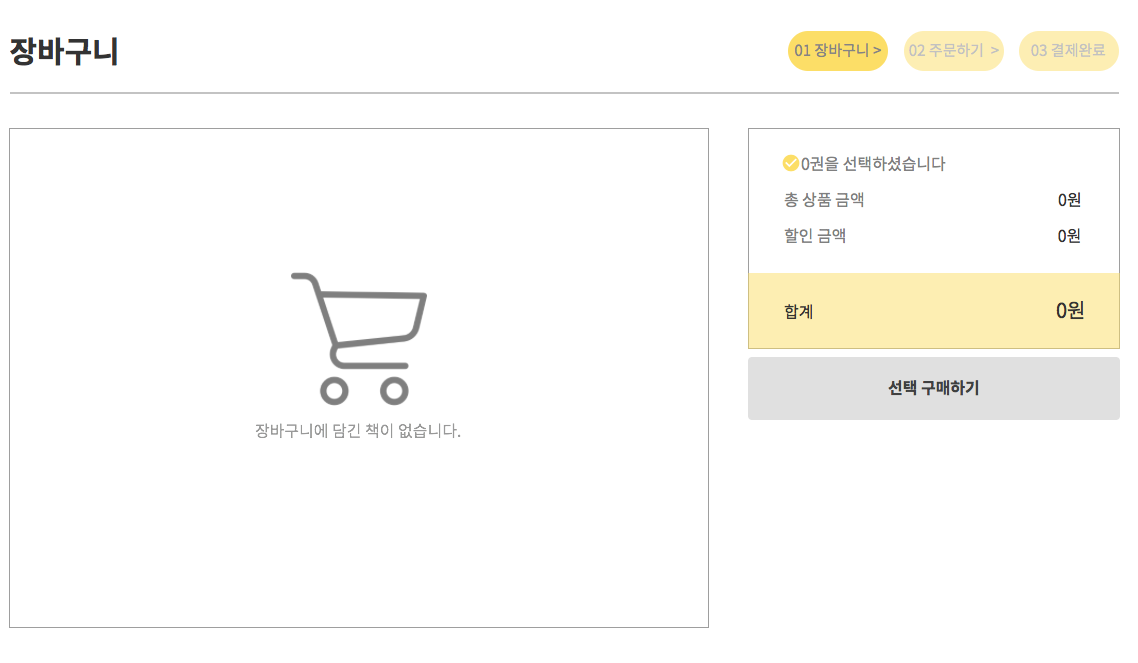 장바구니
01 장바구니 >
02 주문하기 >
03 결제완료
장바구니에 담긴 책이 없습니다.
0권을 선택하셨습니다
총 상품 금액 0원
할인 금액 0원
합계 0원
선택 구매하기